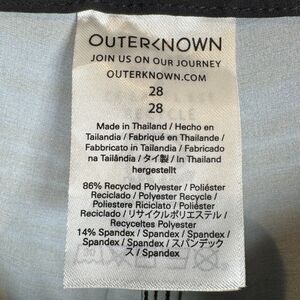 OUTERKNOWN
JOIN US ON OUR JOURNEY
OUTERKNOWN.COM
28
28
Made in Thailand / Hecho en
Tailandia / Fabriqué en Thaïlande /
Fabbricato in Tailandia / Fabricado
na Tailândia / タイ製 / In Thailand
hergestellt
86% Recycled Polyester / Poliéster
Reciclado / Polyester Recyclé /
Poliestere Riciclato / Poliéster
Reciclado / リサイクルポリエステル /
Recyceltes Polyester
14% Spandex / Spandex / Spandex /
Spandex / Spandex / スパンデック
ス / Spandex